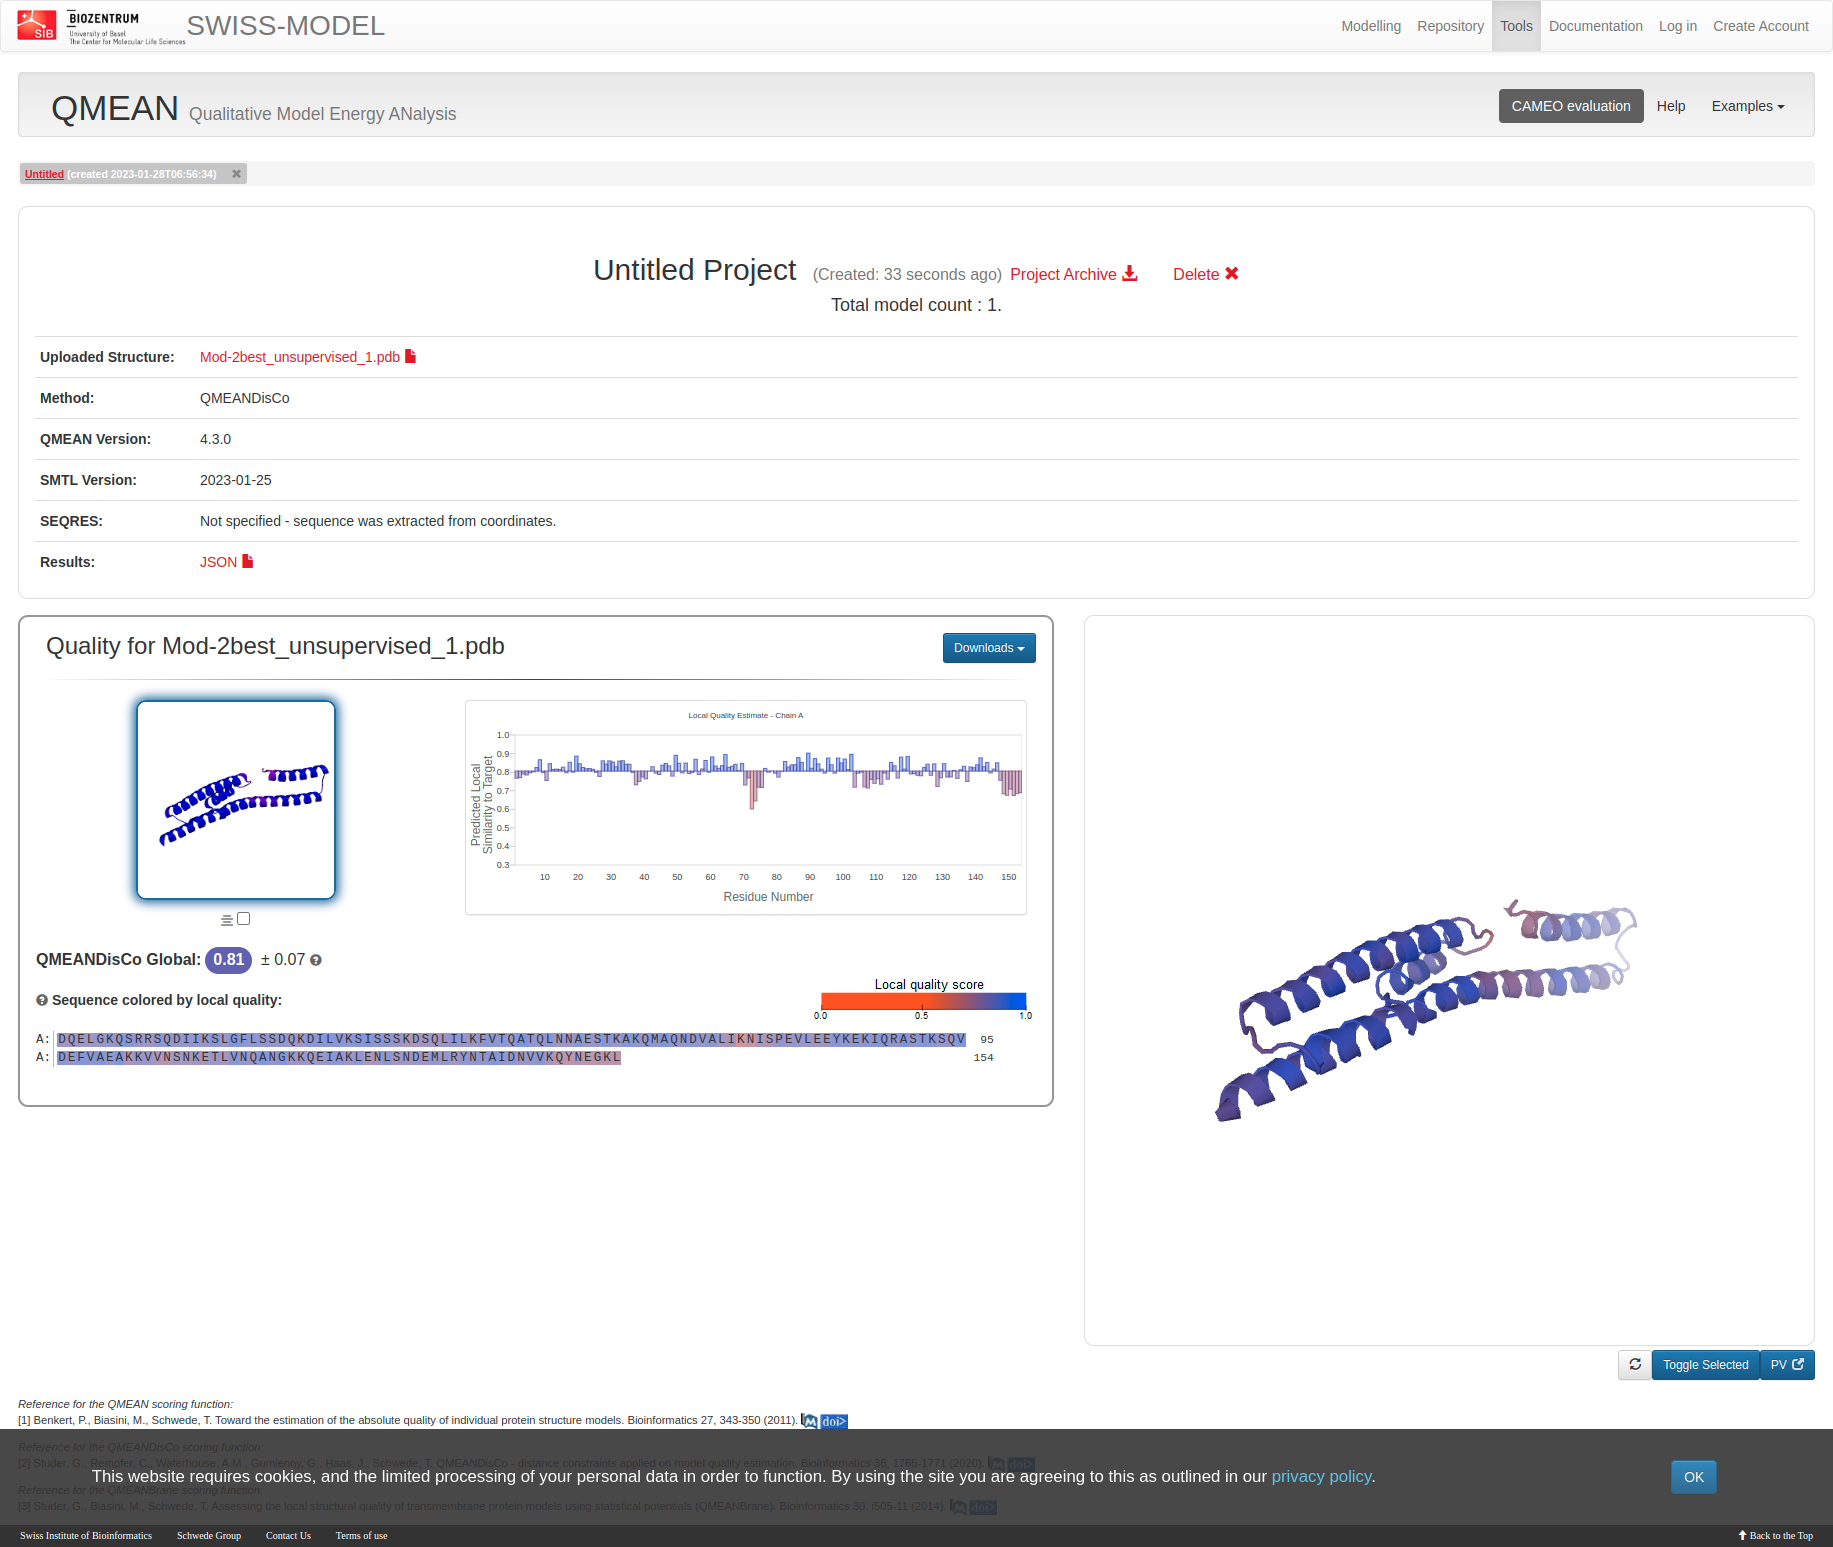 SIB
BIOZENTRUM
University of Basel
The Center for Molecular Life Sciences
SWISS-MODEL
Modelling Repository Tools Documentation Log in Create Account
QMEAN Qualitative Model Energy ANalysis
CAMEO evaluation Help Examples
Untitled (created 2023-01-28T06:56:34)
Untitled Project (Created: 33 seconds ago) Project Archive Delete
Total model count : 1.
Uploaded Structure: Mod-2best_unsupervised_1.pdb
Method: QMEANDisCo
QMEAN Version: 4.3.0
SMTL Version: 2023-01-25
SEQRES: Not specified - sequence was extracted from coordinates.
Results: JSON
Quality for Mod-2best_unsupervised_1.pdb
Downloads
Local Quality Estimate - Chain A
Predicted Local
Similarity to Target
1.0
0.9
0.8
0.7
0.6
0.5
0.4
0.3
10 20 30 40 50 60 70 80 90 100 110 120 130 140 150
Residue Number
QMEANDisCo Global: 0.81 ± 0.07
Sequence colored by local quality:
Local quality score
0.0 0.5 1.0
A: DQELGKQSRRSQDIIKSLGFLSSDQKDILVKSISSSKDSQLILKFVTQATQLNNAESTKAKQMAQNDVALIKNISPEVLEEYKEKIQRASTKSQV 95
A: DEFVAEAKKVVNSNKETLVNQANGKKQEIAKLENLSNDEMLRYNTAIDNVVKQYNEGKL 154
Toggle Selected PV
Reference for the QMEAN scoring function:
[1] Benkert, P., Biasini, M., Schwede, T. Toward the estimation of the absolute quality of individual protein structure models. Bioinformatics 27, 343-350 (2011). doi>
Reference for the QMEANDisCo scoring function:
[2] Studer, G., Rempfer, C., Waterhouse, A.M., Gumienny, G., Haas, J., Schwede, T. QMEANDisCo - distance constraints applied on model quality estimation. Bioinformatics 36, 1765-1771 (2020). doi>
This website requires cookies, and the limited processing of your personal data in order to function. By using the site you are agreeing to this as outlined in our privacy policy.
OK
Reference for the QMEANBrane scoring function:
[3] Studer, G., Biasini, M., Schwede, T. Assessing the local structural quality of transmembrane protein models using statistical potentials (QMEANBrane). Bioinformatics 30, i505-11 (2014). doi>
Swiss Institute of Bioinformatics Schwede Group Contact Us Terms of use Back to the Top